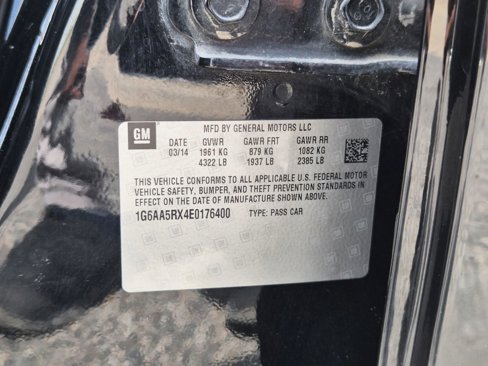 GM
MFD BY GENERAL MOTORS LLC
DATE GVWR GAWR FRT GAWR RR
03/14 1961 KG 879 KG 1082 KG
4322 LB 1937 LB 2385 LB
THIS VEHICLE CONFORMS TO ALL APPLICABLE U.S. FEDERAL MOTOR
VEHICLE SAFETY, BUMPER, AND THEFT PREVENTION STANDARDS IN
EFFECT ON THE DATE OF MANUFACTURE SHOWN ABOVE.
1G6AA5RX4E0176400 TYPE: PASS CAR